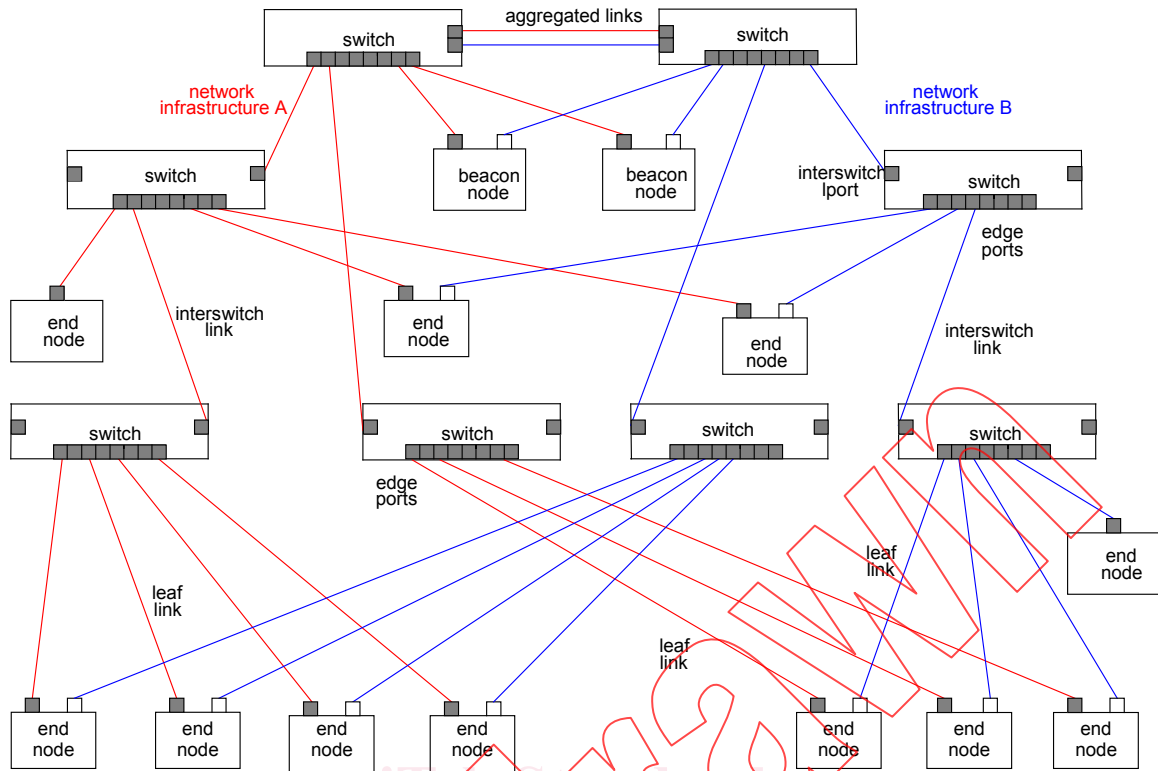 aggregated links
switch
switch
network
infrastructure A
network
infrastructure B
switch
beacon
node
beacon
node
interswitch
lport
switch
edge
ports
end
node
interswitch
link
end
node
end
node
interswitch
link
switch
switch
switch
switch
edge
ports
end
node
leaf
link
leaf
link
leaf
link
end
node
end
node
end
node
end
node
end
node
end
node
end
node